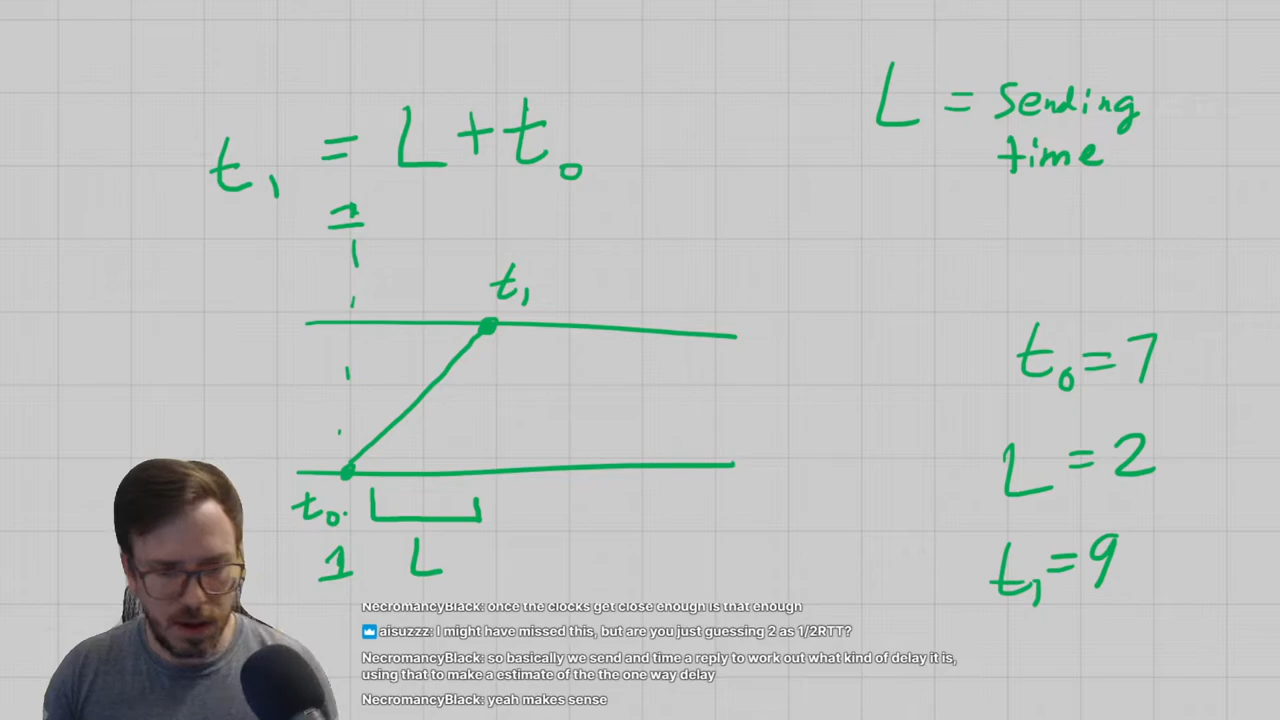 t₁ = L + t₀
L = Sending
time
1
t₁
t₀ = 7
L = 2
t₁ = 9
t₀.
1 L
NecromancyBlack: once the clocks get close enough is that enough
aisuzzz: I might have missed this, but are you just guessing 2 as 1/2RTT?
NecromancyBlack: so basically we send and time a reply to work out what kind of delay it is,
using that to make a estimate of the the one way delay
NecromancyBlack: yeah makes sense